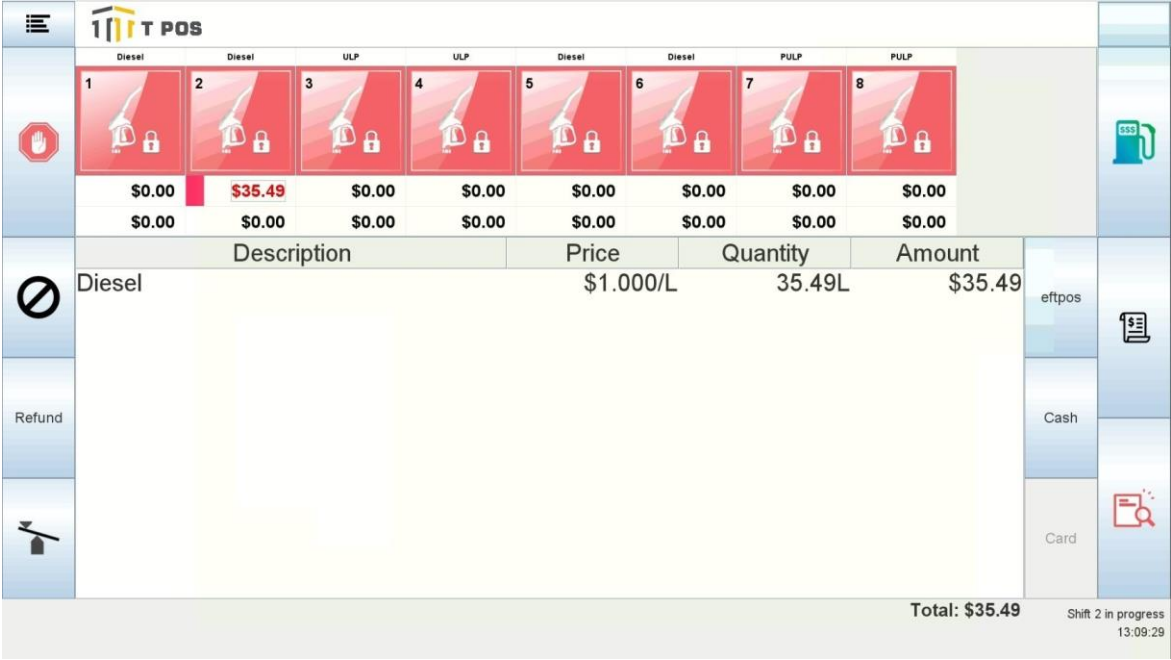 T POS
Diesel Diesel ULP ULP Diesel Diesel PULP PULP
1 2 3 4 5 6 7 8
$0.00 $35.49 $0.00 $0.00 $0.00 $0.00 $0.00 $0.00
$0.00 $0.00 $0.00 $0.00 $0.00 $0.00 $0.00 $0.00
$$$
Description Price Quantity Amount
Diesel $1.000/L 35.49L $35.49
eftpos
$
Refund
Cash
Card
Total: $35.49
Shift 2 in progress
13:09:29